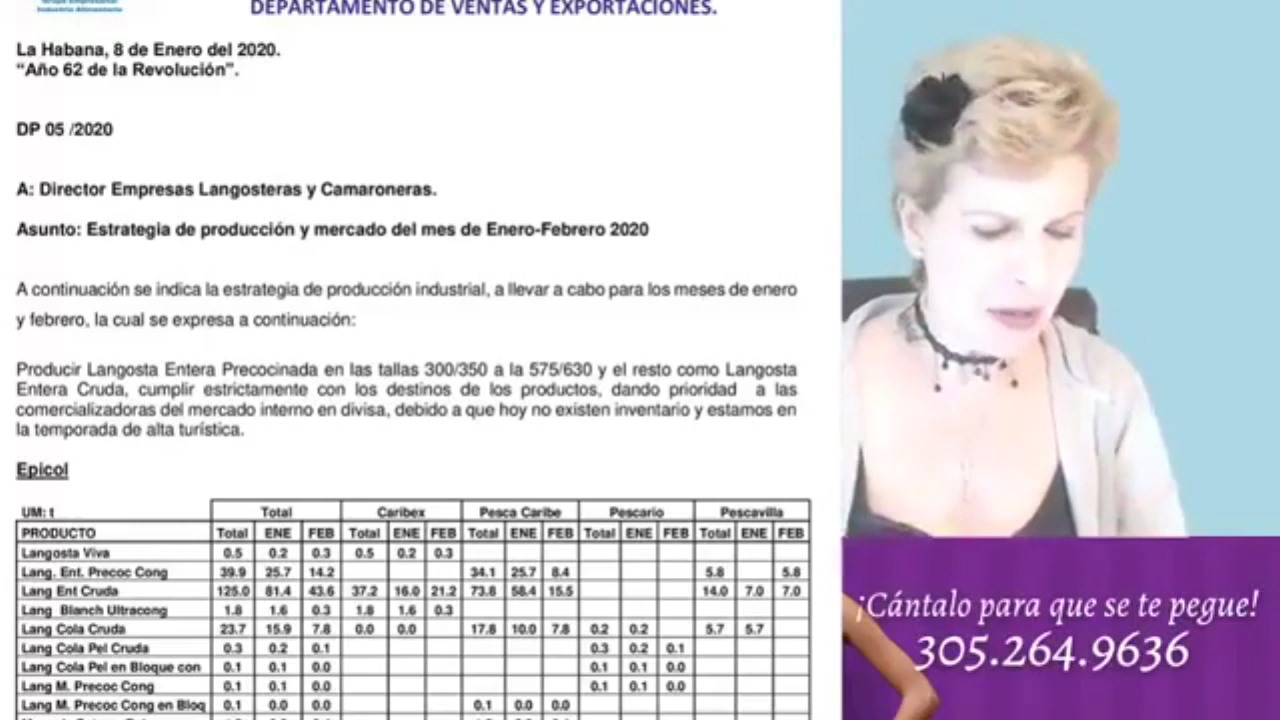 Grupo Empresarial
Industria Alimentaria
DEPARTAMENTO DE VENTAS Y EXPORTACIONES.
La Habana, 8 de Enero del 2020.
“Año 62 de la Revolución”.
DP 05 /2020
A: Director Empresas Langosteras y Camaroneras.
Asunto: Estrategia de producción y mercado del mes de Enero-Febrero 2020
A continuación se indica la estrategia de producción industrial, a llevar a cabo para los meses de enero
y febrero, la cual se expresa a continuación:
Producir Langosta Entera Precocinada en las tallas 300/350 a la 575/630 y el resto como Langosta
Entera Cruda, cumplir estrictamente con los destinos de los productos, dando prioridad a las
comercializadoras del mercado interno en divisa, debido a que hoy no existen inventario y estamos en
la temporada de alta turística.
Epicol
UM: t Total Caribex Pesca Caribe Pescario Pescavilla
PRODUCTO Total ENE FEB Total ENE FEB Total ENE FEB Total ENE FEB Total ENE FEB
Langosta Viva 0.5 0.2 0.3 0.5 0.2 0.3
Lang. Ent. Precoc Cong 39.9 25.7 14.2 34.1 25.7 8.4 5.8 5.8
Lang Ent Cruda 125.0 81.4 43.6 37.2 16.0 21.2 73.8 58.4 15.5 14.0 7.0 7.0
Lang Blanch Ultracong 1.8 1.6 0.3 1.8 1.6 0.3
Lang Cola Cruda 23.7 15.9 7.8 0.0 0.0 17.8 10.0 7.8 0.2 0.2 5.7 5.7
Lang Cola Pel Cruda 0.3 0.2 0.1 0.3 0.2 0.1
Lang Cola Pel en Bloque con 0.1 0.1 0.0 0.1 0.1 0.0
Lang M. Precoc Cong 0.1 0.1 0.0 0.1 0.1 0.0
Lang M. Precoc Cong en Bloq 0.1 0.0 0.0 0.1 0.0 0.0
¡Cántalo para que se te pegue!
305.264.9636